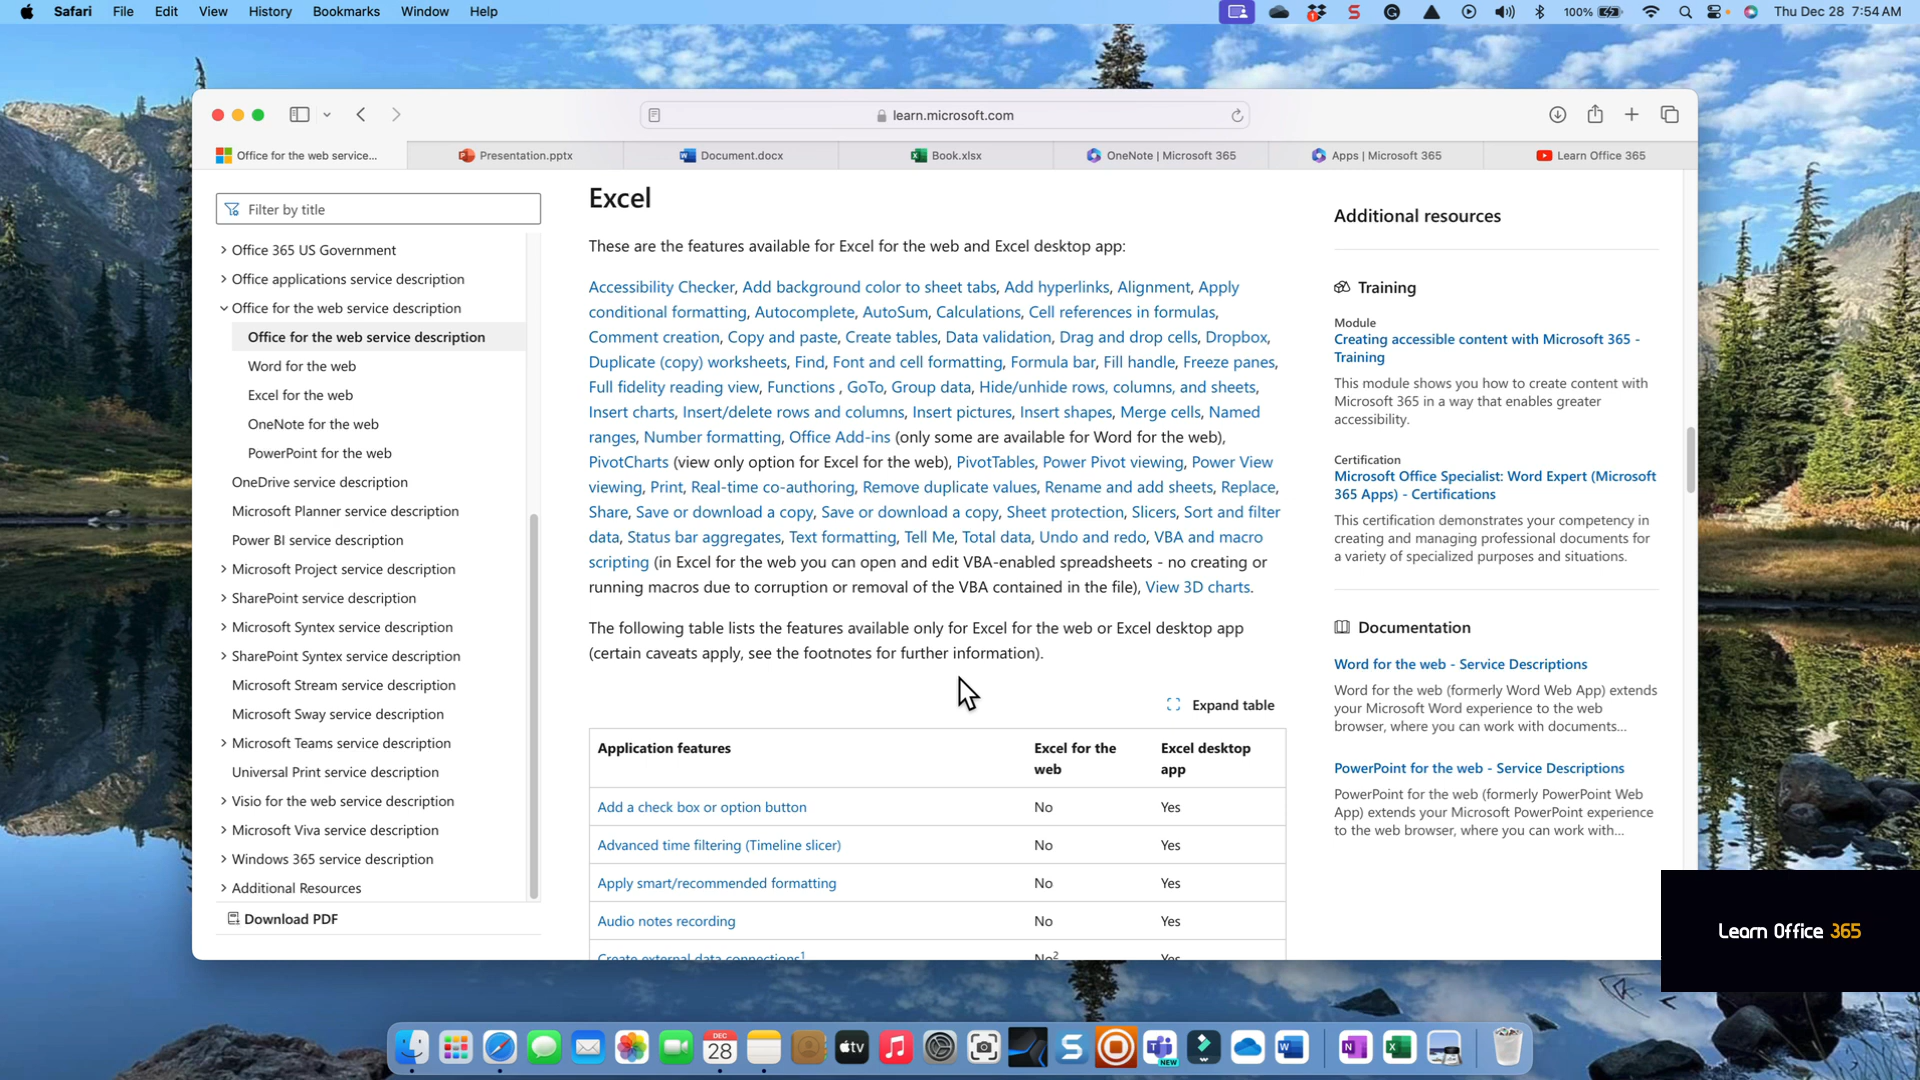 Safari File Edit View History Bookmarks Window Help
1
100%
Thu Dec 28 7:54 AM
learn.microsoft.com
Office for the web service...
Presentation.pptx
Document.docx
Book.xlsx
OneNote | Microsoft 365
Apps | Microsoft 365
Learn Office 365
Filter by title
Office 365 US Government
Office applications service description
Office for the web service description
Office for the web service description
Word for the web
Excel for the web
OneNote for the web
PowerPoint for the web
OneDrive service description
Microsoft Planner service description
Power BI service description
Microsoft Project service description
SharePoint service description
Microsoft Syntex service description
SharePoint Syntex service description
Microsoft Stream service description
Microsoft Sway service description
Microsoft Teams service description
Universal Print service description
Visio for the web service description
Microsoft Viva service description
Windows 365 service description
Additional Resources
Download PDF
Excel
These are the features available for Excel for the web and Excel desktop app:
Accessibility Checker, Add background color to sheet tabs, Add hyperlinks, Alignment, Apply
conditional formatting, Autocomplete, AutoSum, Calculations, Cell references in formulas,
Comment creation, Copy and paste, Create tables, Data validation, Drag and drop cells, Dropbox,
Duplicate (copy) worksheets, Find, Font and cell formatting, Formula bar, Fill handle, Freeze panes,
Full fidelity reading view, Functions , GoTo, Group data, Hide/unhide rows, columns, and sheets,
Insert charts, Insert/delete rows and columns, Insert pictures, Insert shapes, Merge cells, Named
ranges, Number formatting, Office Add-ins (only some are available for Word for the web),
PivotCharts (view only option for Excel for the web), PivotTables, Power Pivot viewing, Power View
viewing, Print, Real-time co-authoring, Remove duplicate values, Rename and add sheets, Replace,
Share, Save or download a copy, Save or download a copy, Sheet protection, Slicers, Sort and filter
data, Status bar aggregates, Text formatting, Tell Me, Total data, Undo and redo, VBA and macro
scripting (in Excel for the web you can open and edit VBA-enabled spreadsheets - no creating or
running macros due to corruption or removal of the VBA contained in the file), View 3D charts.
The following table lists the features available only for Excel for the web or Excel desktop app
(certain caveats apply, see the footnotes for further information).
Expand table
Application features
Excel for the
web
Excel desktop
app
Add a check box or option button No Yes
Advanced time filtering (Timeline slicer) No Yes
Apply smart/recommended formatting No Yes
Audio notes recording No Yes
Create external data connections1 No2 Yes
Additional resources
Training
Module
Creating accessible content with Microsoft 365 -
Training
This module shows you how to create content with
Microsoft 365 in a way that enables greater
accessibility.
Certification
Microsoft Office Specialist: Word Expert (Microsoft
365 Apps) - Certifications
This certification demonstrates your competency in
creating and managing professional documents for
a variety of specialized purposes and situations.
Documentation
Word for the web - Service Descriptions
Word for the web (formerly Word Web App) extends
your Microsoft Word experience to the web
browser, where you can work with documents...
PowerPoint for the web - Service Descriptions
PowerPoint for the web (formerly PowerPoint Web
App) extends your Microsoft PowerPoint experience
to the web browser, where you can work with...
Learn Office 365
DEC
28
tv
NEW